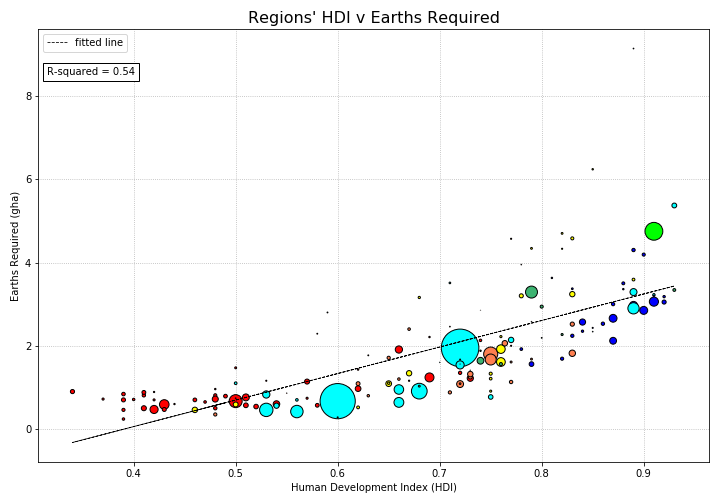 Regions' HDI v Earths Required
fitted line
R-squared = 0.54
8
6
4
2
0
Earths Required (gha)
0.4 0.5 0.6 0.7 0.8 0.9
Human Development Index (HDI)